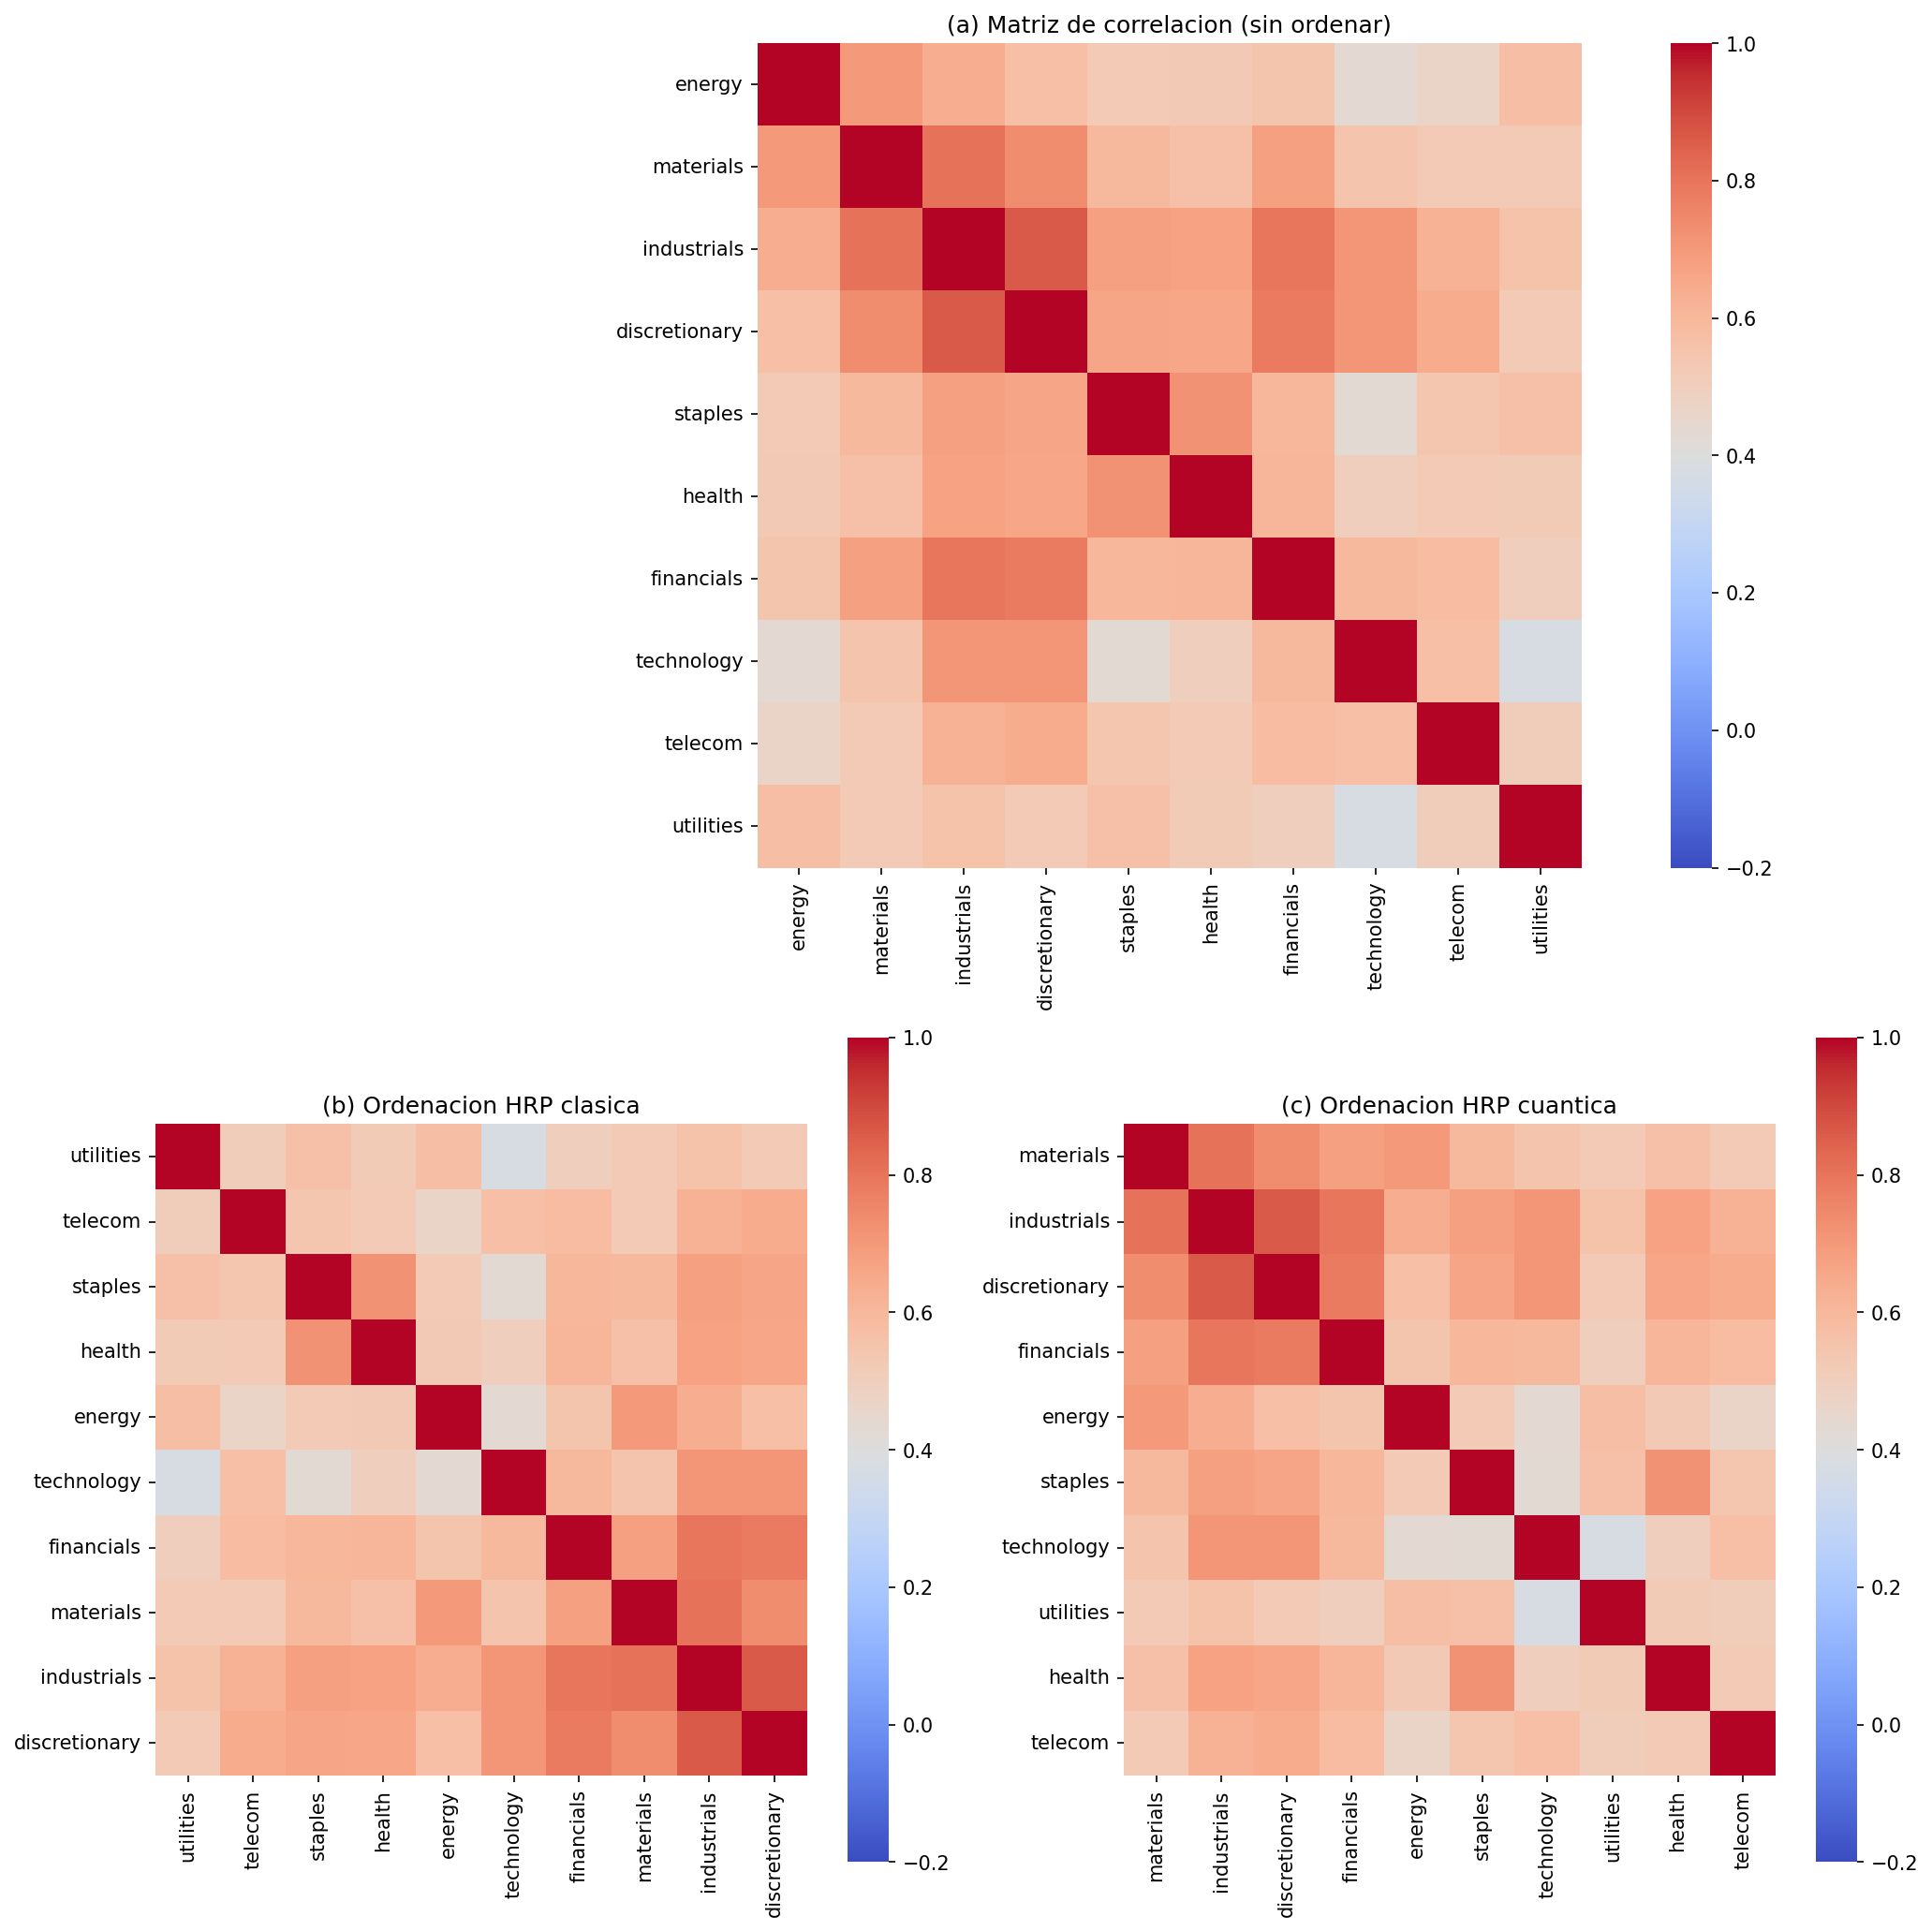 (a) Matriz de correlacion (sin ordenar)
energy
materials
industrials
discretionary
staples
health
financials
technology
telecom
utilities
energy
materials
industrials
discretionary
staples
health
financials
technology
telecom
utilities
1.0
0.8
0.6
0.4
0.2
0.0
−0.2
(b) Ordenacion HRP clasica
utilities
telecom
staples
health
energy
technology
financials
materials
industrials
discretionary
utilities
telecom
staples
health
energy
technology
financials
materials
industrials
discretionary
1.0
0.8
0.6
0.4
0.2
0.0
−0.2
(c) Ordenacion HRP cuantica
materials
industrials
discretionary
financials
energy
staples
technology
utilities
health
telecom
materials
industrials
discretionary
financials
energy
staples
technology
utilities
health
telecom
1.0
0.8
0.6
0.4
0.2
0.0
−0.2